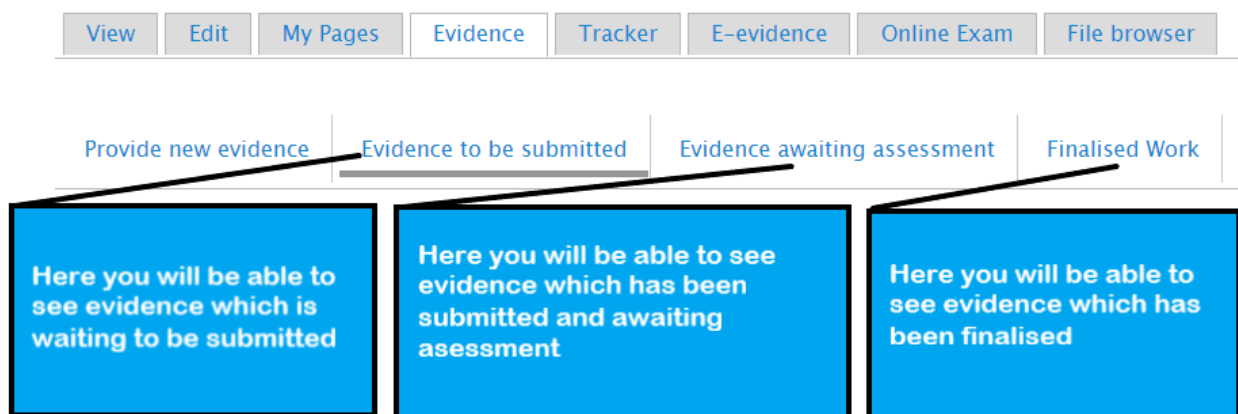 View Edit My Pages Evidence Tracker E-evidence Online Exam File browser
Provide new evidence Evidence to be submitted Evidence awaiting assessment Finalised Work
Here you will be able to
see evidence which is
waiting to be submitted
Here you will be able to see
evidence which has been
submitted and awaiting
asessment
Here you will be able to
see evidence which has
been finalised